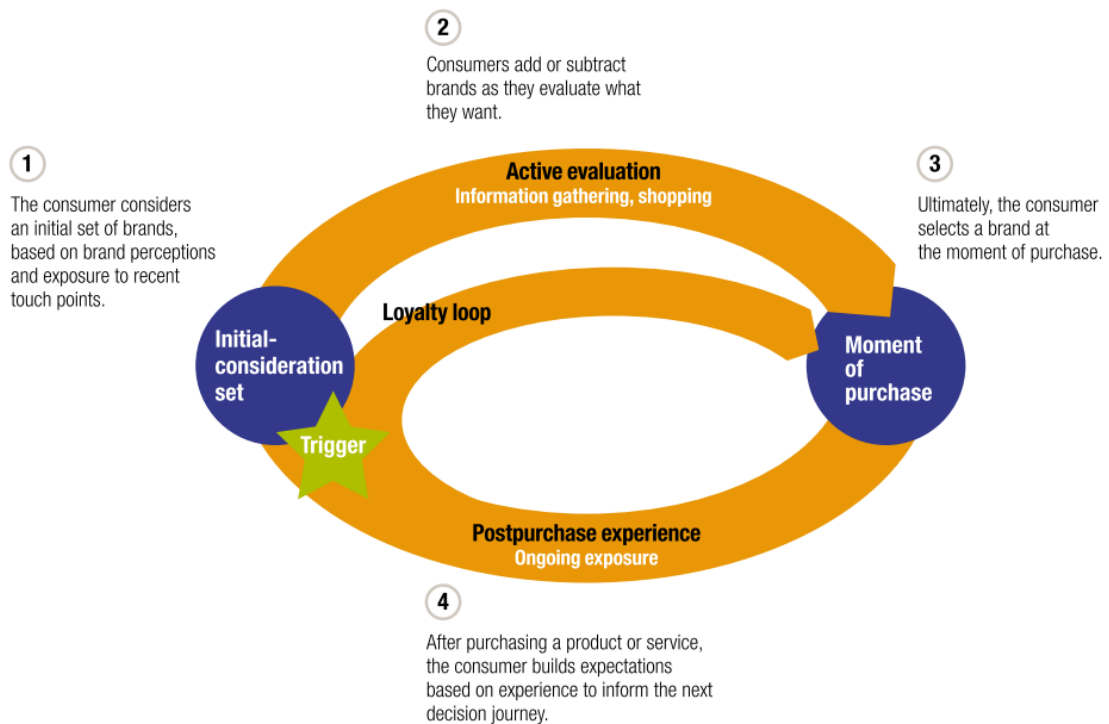 2
Consumers add or subtract
brands as they evaluate what
they want.
1
The consumer considers
an initial set of brands,
based on brand perceptions
and exposure to recent
touch points.
Active evaluation
Information gathering, shopping
3
Ultimately, the consumer
selects a brand at
the moment of purchase.
Loyalty loop
Initial-
consideration
set
Moment
of
purchase
Trigger
Postpurchase experience
Ongoing exposure
4
After purchasing a product or service,
the consumer builds expectations
based on experience to inform the next
decision journey.